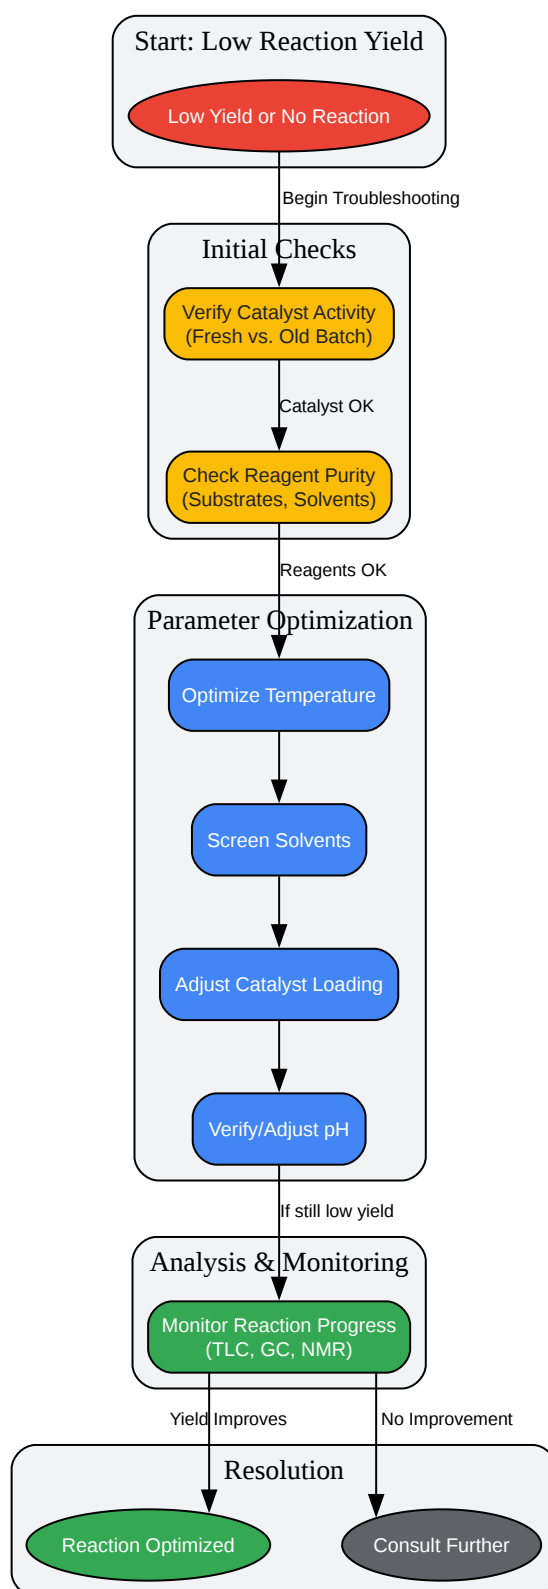 Start: Low Reaction Yield
Low Yield or No Reaction
Begin Troubleshooting
Initial Checks
Verify Catalyst Activity
(Fresh vs. Old Batch)
Catalyst OK
Check Reagent Purity
(Substrates, Solvents)
Reagents OK
Parameter Optimization
Optimize Temperature
Screen Solvents
Adjust Catalyst Loading
Verify/Adjust pH
If still low yield
Analysis & Monitoring
Monitor Reaction Progress
(TLC, GC, NMR)
Yield Improves
No Improvement
Resolution
Reaction Optimized
Consult Further